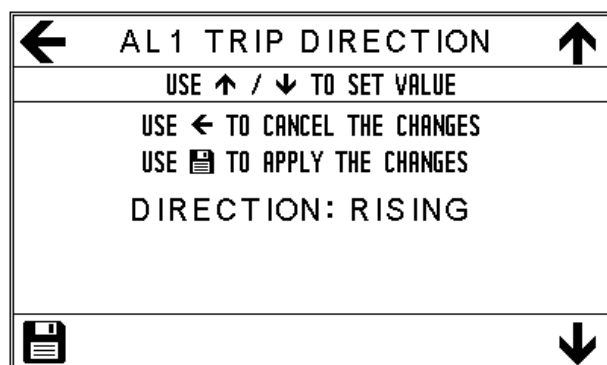 AL1 TRIP DIRECTION
USE ↑ / ↓ TO SET VALUE
USE ← TO CANCEL THE CHANGES
USE 💾 TO APPLY THE CHANGES
DIRECTION: RISING